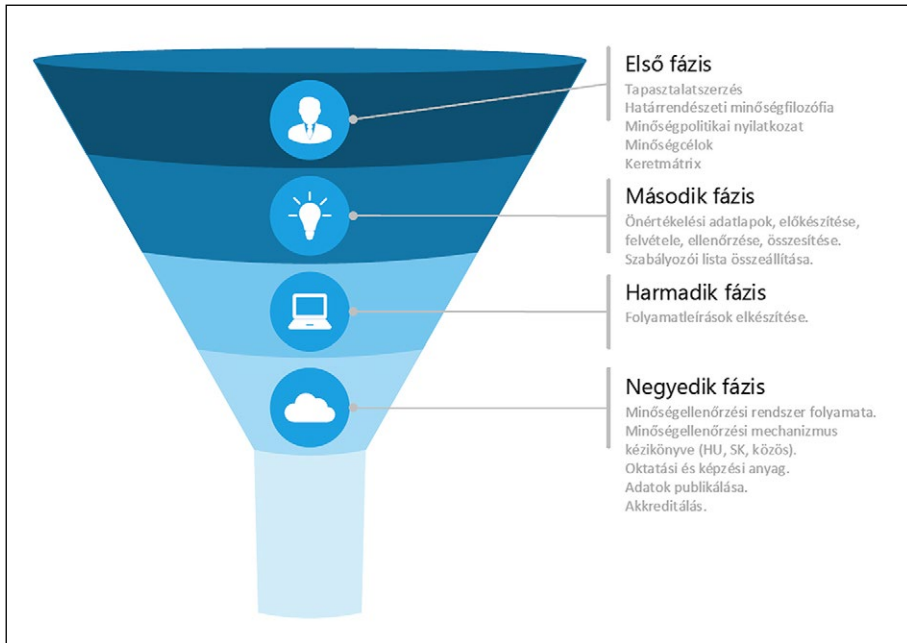 Első fázis
Tapasztalatszerzés
Határrendészeti minőségfilozófia
Minőségpolitikai nyilatkozat
Minőségcélok
Keretmátrix
Második fázis
Önértékelési adatlapok, előkészítése,
felvétele, ellenőrzése, összesítése.
Szabályozói lista összeállítása.
Harmadik fázis
Folyamatleírások elkészítése.
Negyedik fázis
Minőségellenőrzési rendszer folyamata.
Minőségellenőrzési mechanizmus
kézikönyve (HU, SK, közös).
Oktatási és képzési anyag.
Adatok publikálása.
Akkreditálás.